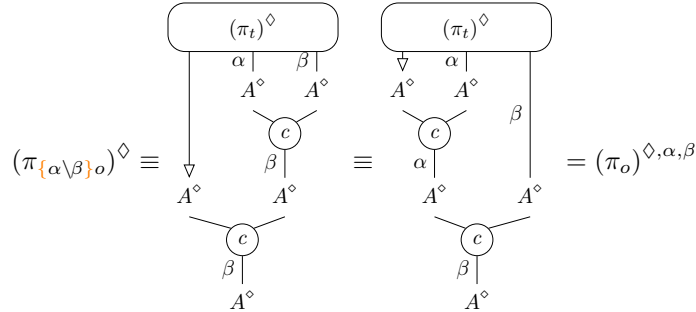 (π_t)^◇ (π_t)^◇
α β α
A^⋄ A^⋄ A^⋄ A^⋄
c c β
(π_{{α\β}o})^◇ ≡ β ≡ α = (π_o)^{◇,α,β}
A^⋄ A^⋄ A^⋄ A^⋄
c c
β β
A^⋄ A^⋄